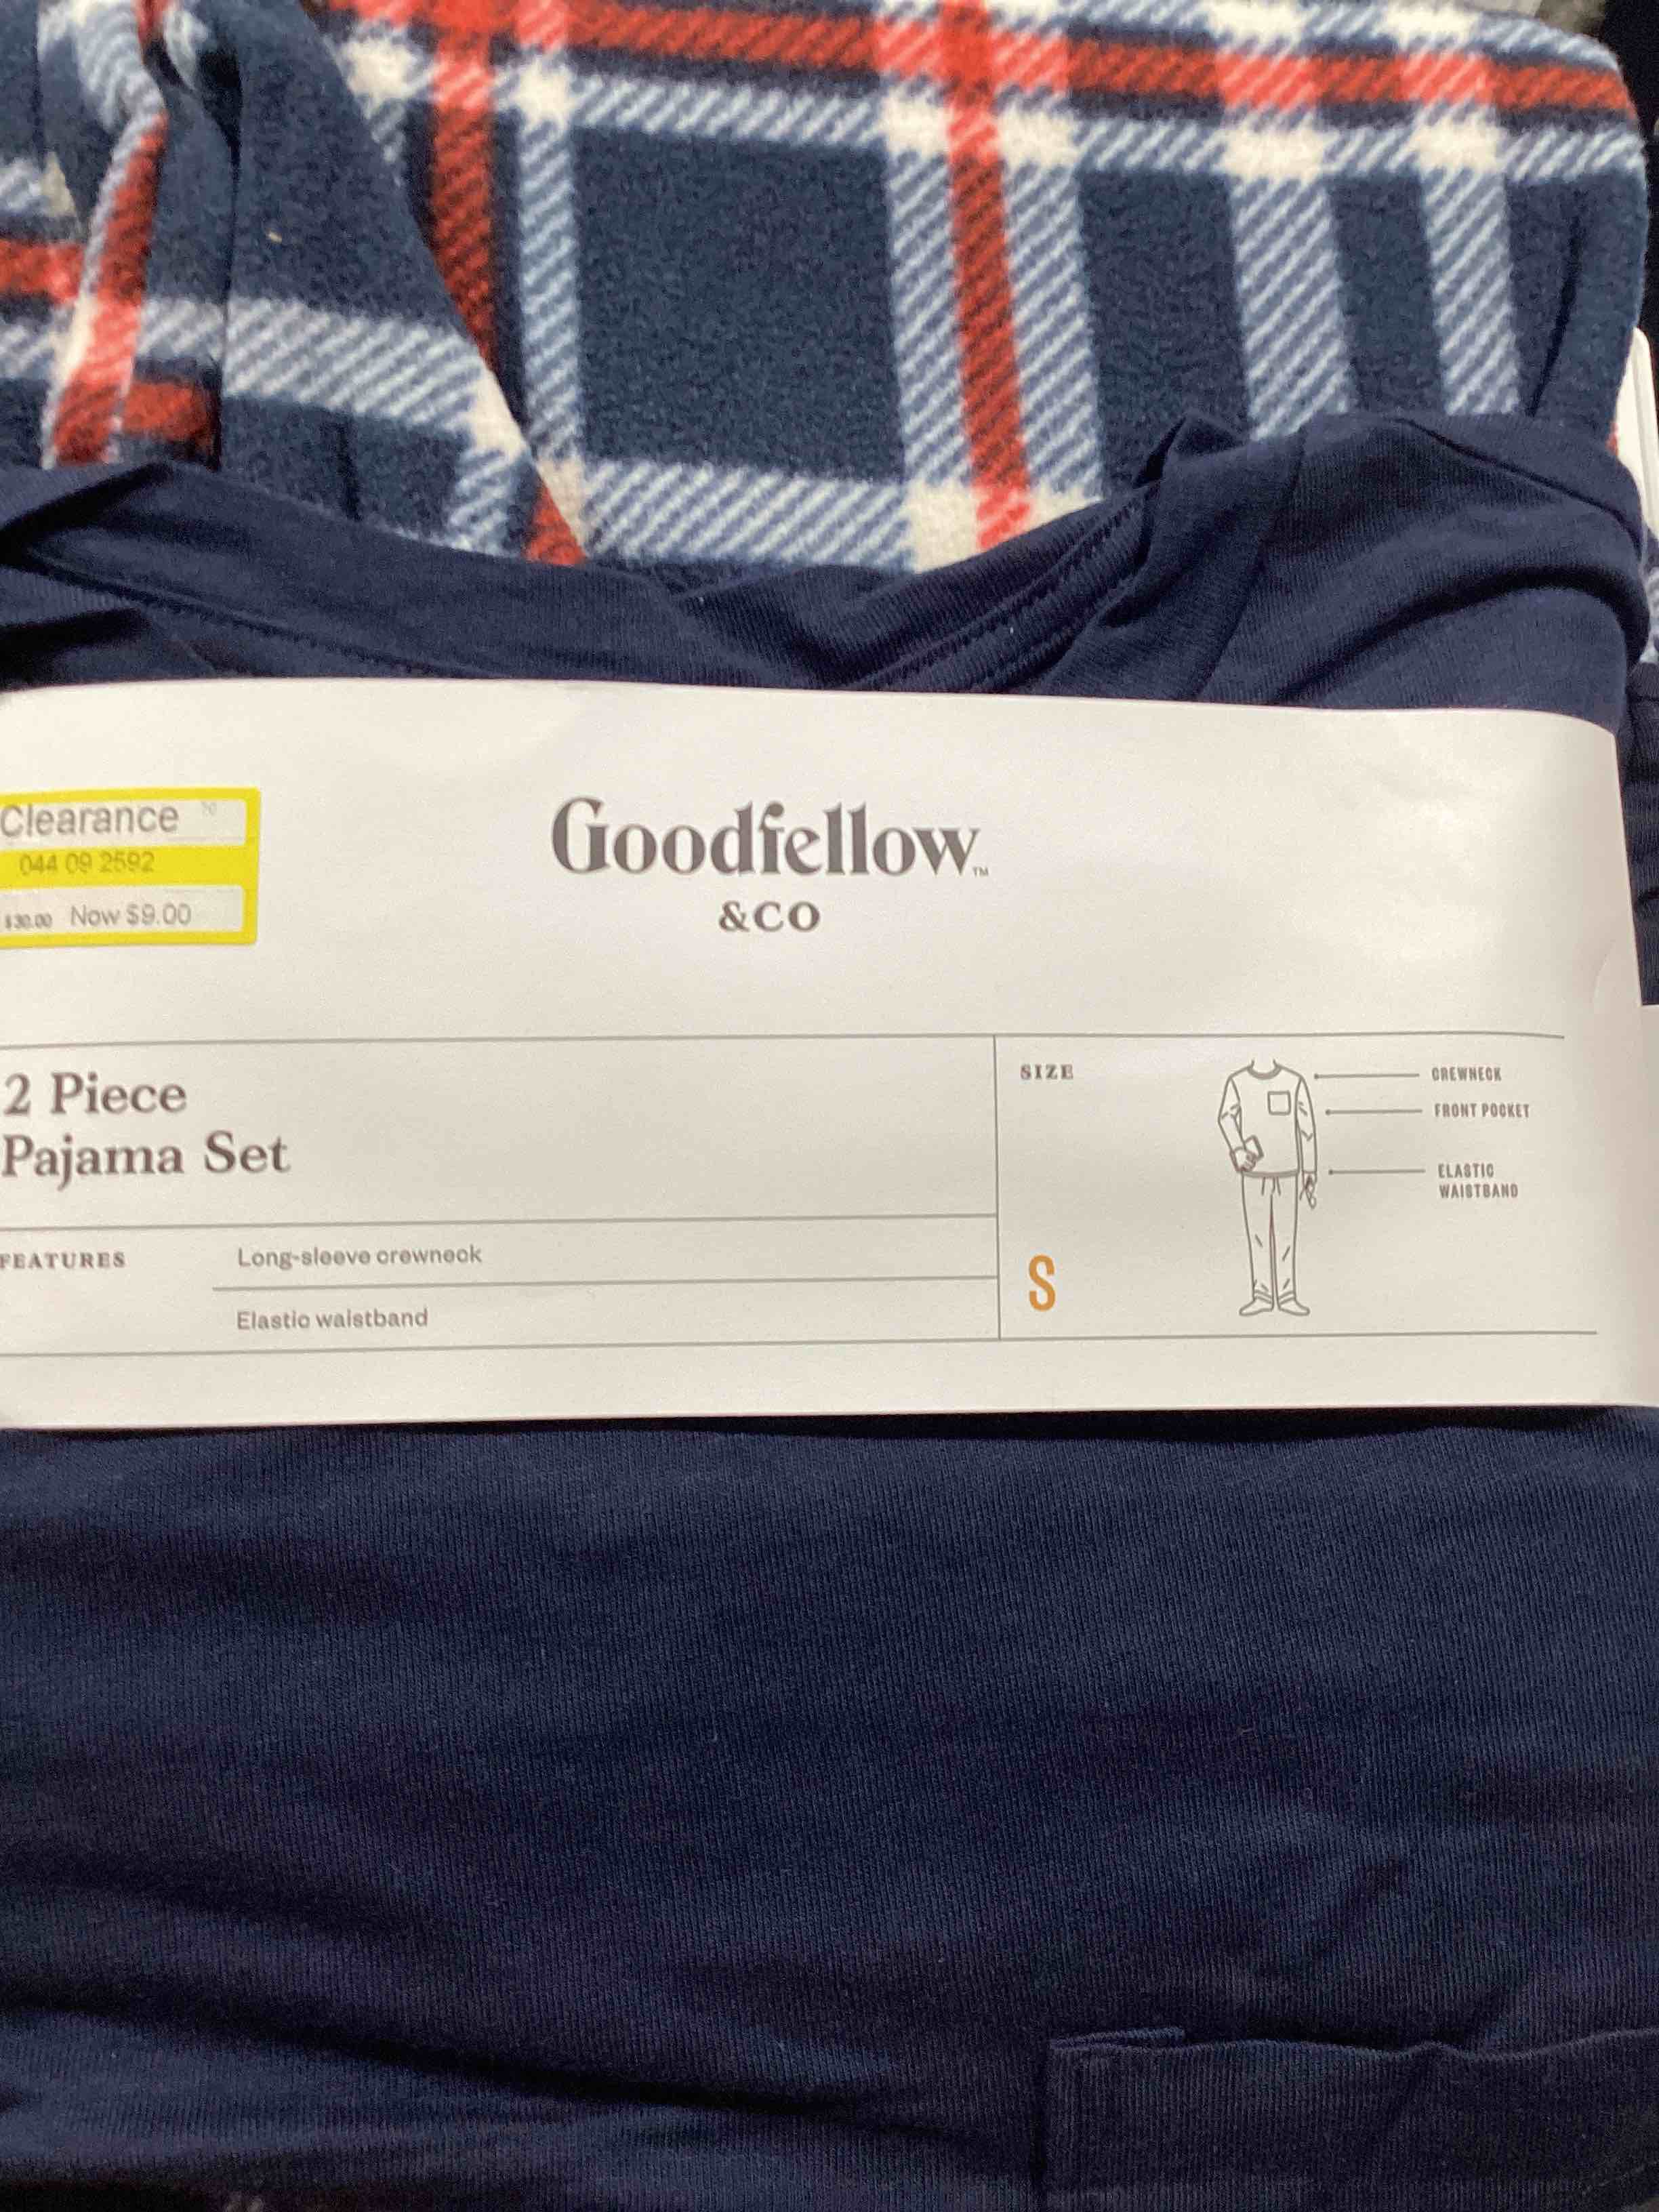 Clearance
044 09 2592
$30.00 Now $9.00
Goodfellow™
&CO
2 Piece
Pajama Set
FEATURES
Long-sleeve crewneck
Elastic waistband
SIZE
S
CREWNECK
FRONT POCKET
ELASTIC
WAISTBAND